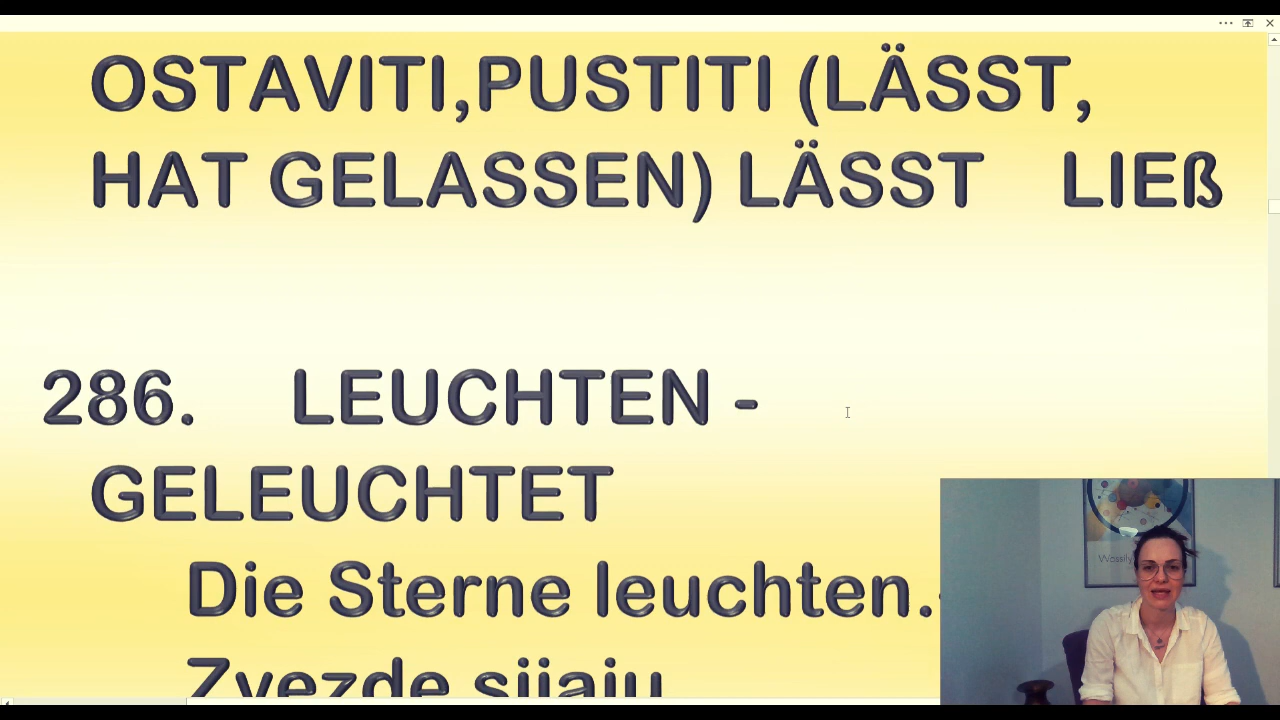 OSTAVITI,PUSTITI (LÄSST,
HAT GELASSEN) LÄSST LIEß
286. LEUCHTEN -
GELEUCHTET
Die Sterne leuchten.
Zvezde sijaju